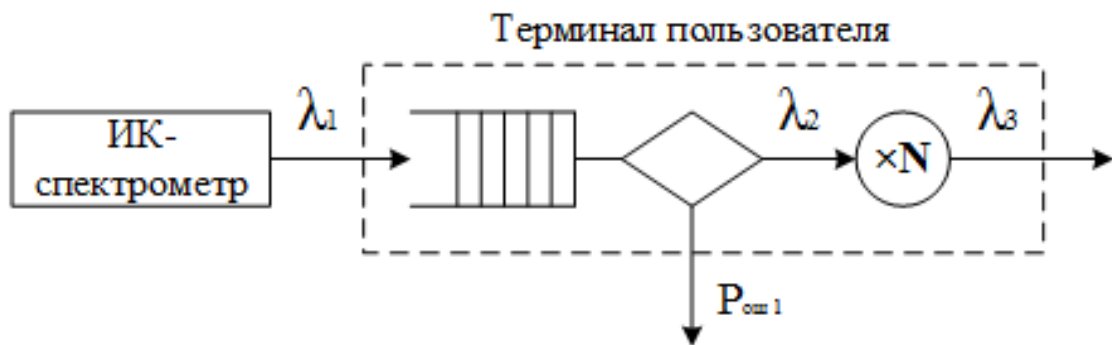 Терминал пользователя
ИК-
спектрометр
λ1
λ2
×N
λ3
Pош 1